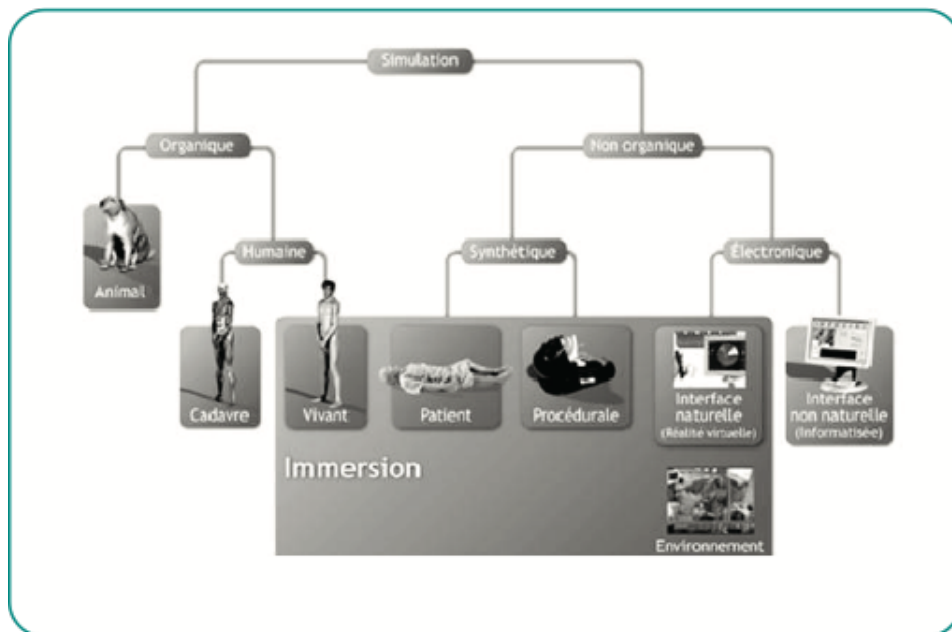 Simulation
Organique
Non organique
Humaine
Synthétique
Électronique
Animal
Cadavre
Vivant
Patient
Procédurale
Interface
naturelle
(Réalité virtuelle)
Interface
non naturelle
(Informatisée)
Immersion
Environnement